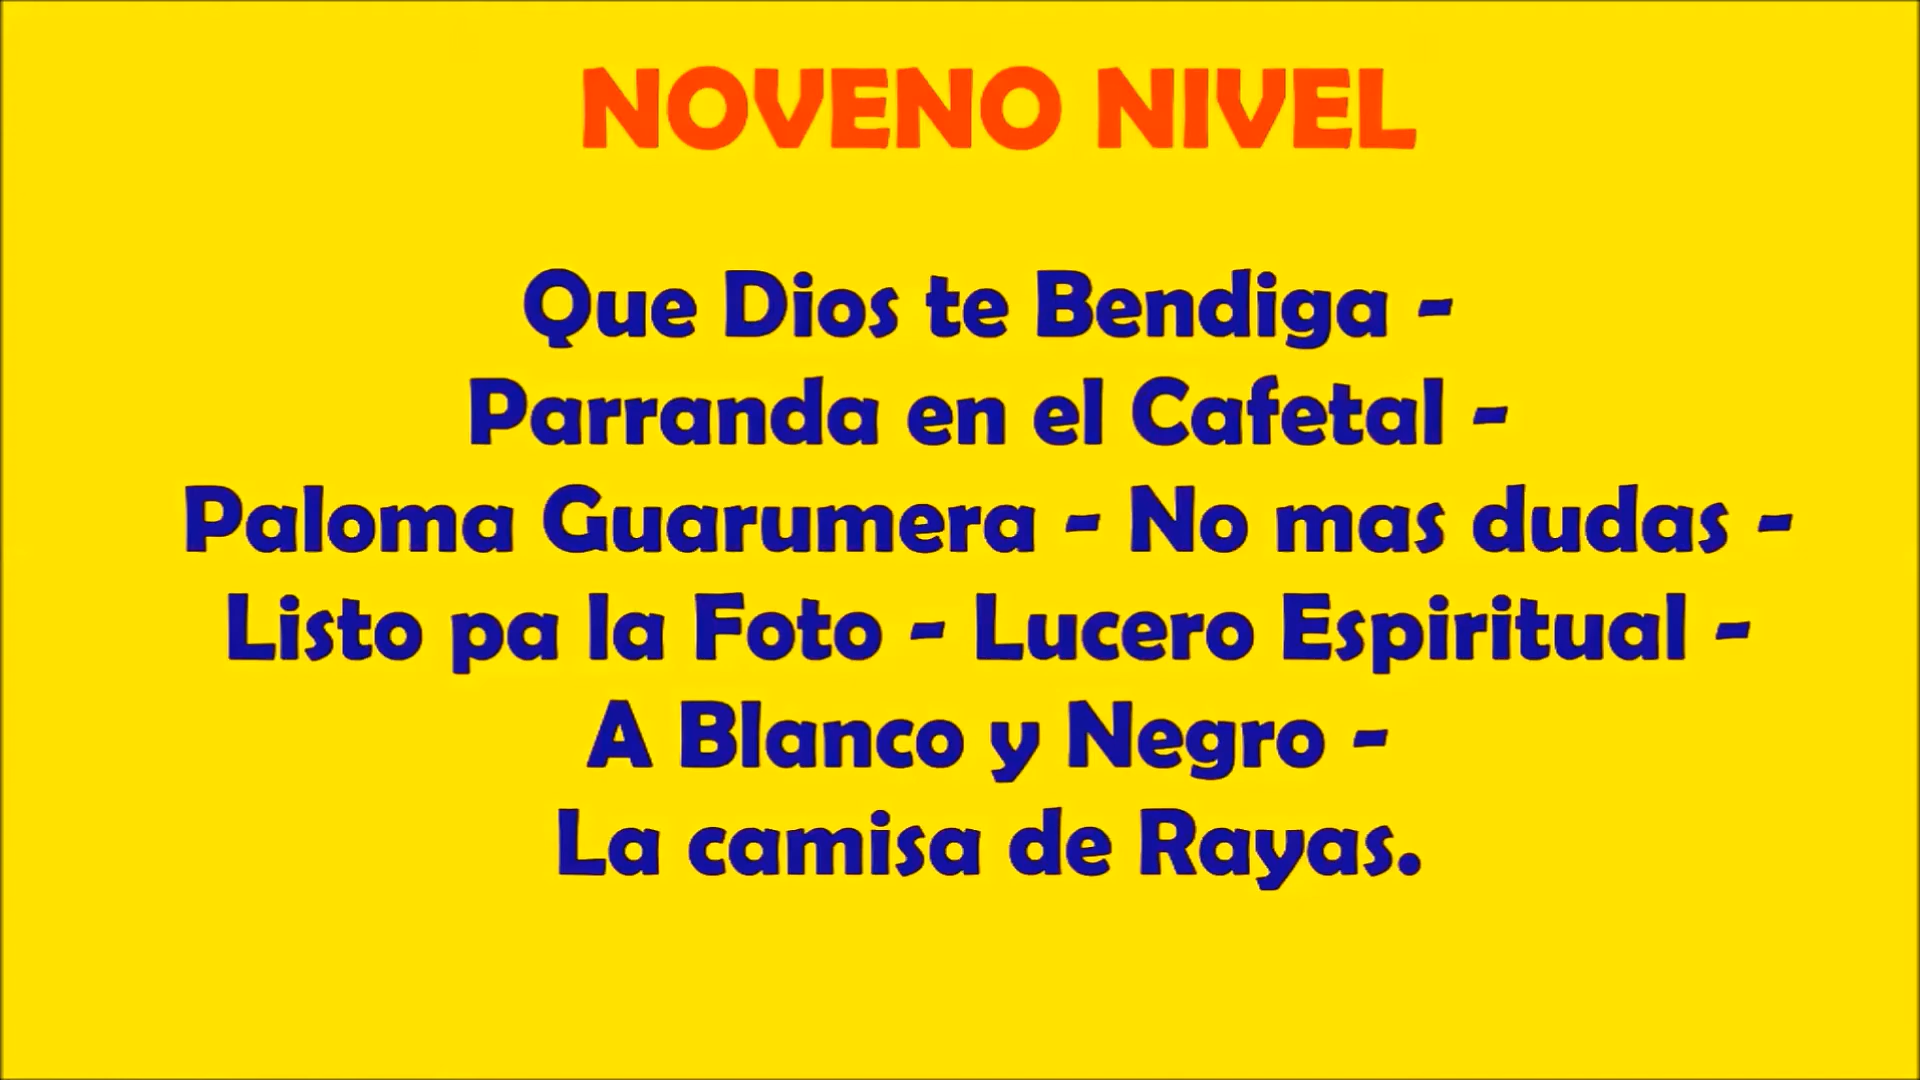 NOVENO NIVEL
Que Dios te Bendiga -
Parranda en el Cafetal -
Paloma Guarumera - No mas dudas -
Listo pa la Foto - Lucero Espiritual -
A Blanco y Negro -
La camisa de Rayas.